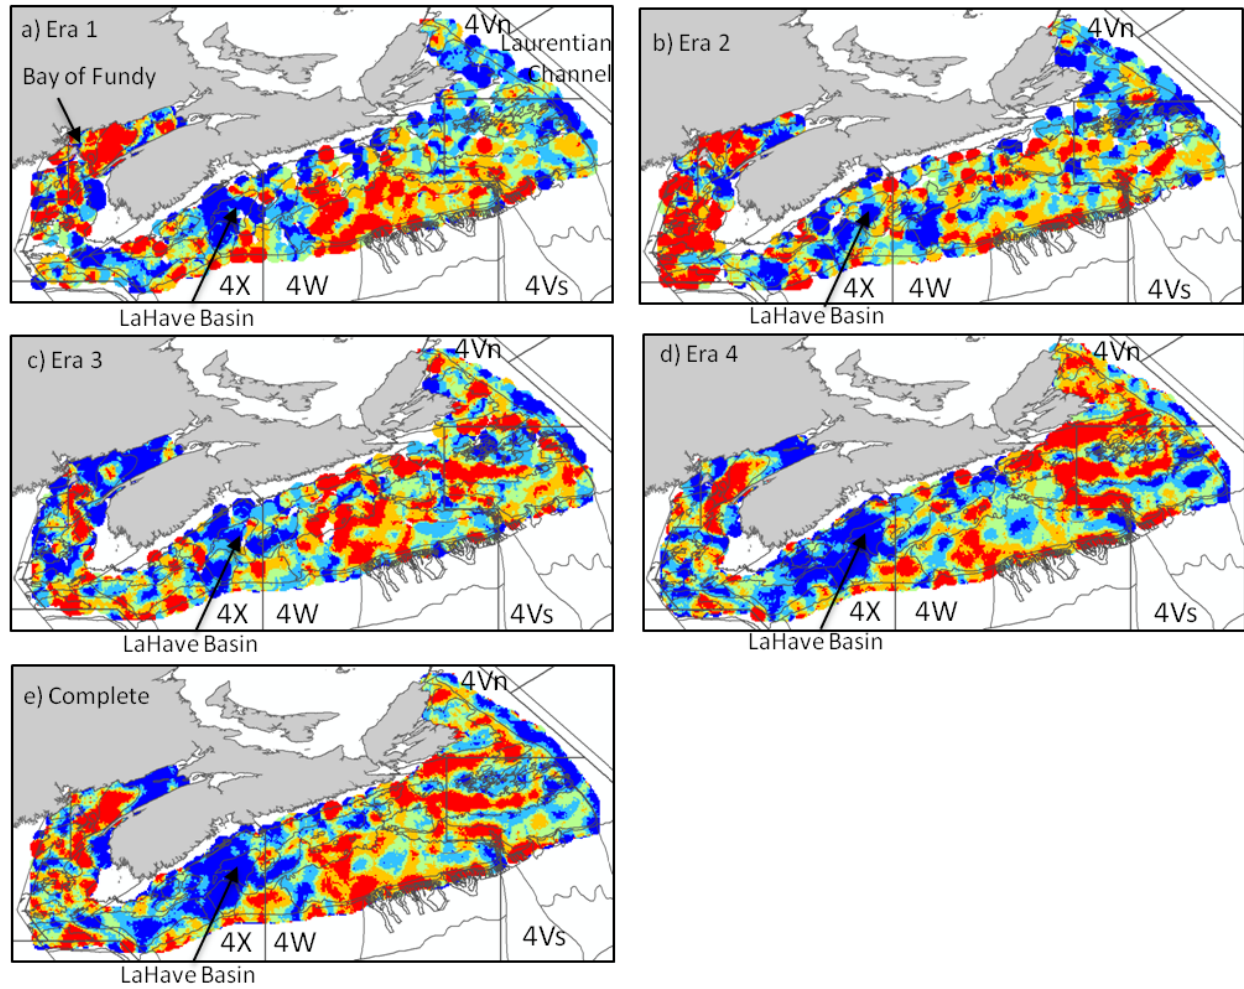 a) Era 1
4Vn
Laurentian
Channel
Bay of Fundy
4X
4W
4Vs
LaHave Basin
b) Era 2
4Vn
4X
4W
4Vs
LaHave Basin
c) Era 3
4Vn
4X
4W
4Vs
LaHave Basin
d) Era 4
4Vn
4X
4W
4Vs
LaHave Basin
e) Complete
4Vn
4X
4W
4Vs
LaHave Basin